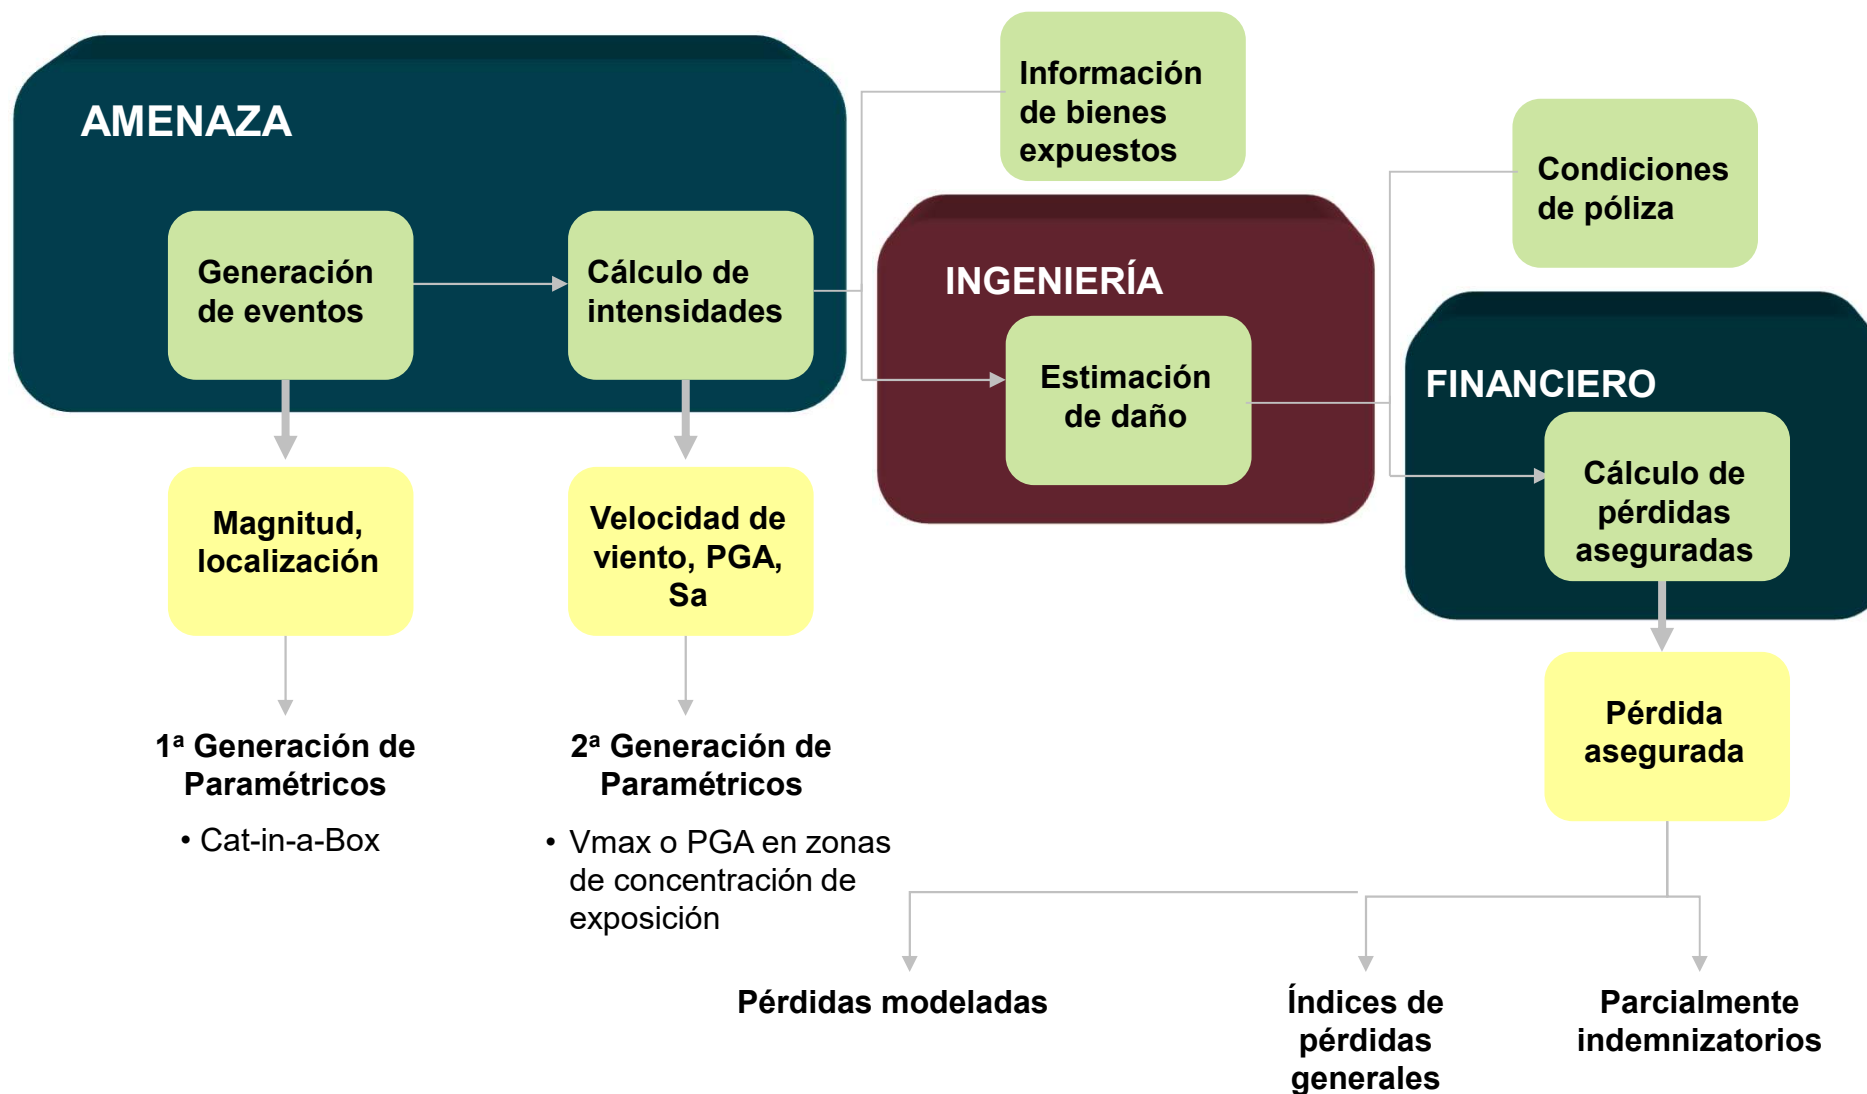 AMENAZA
Generación
de eventos
Cálculo de
intensidades
Información
de bienes
expuestos
INGENIERÍA
Estimación
de daño
Condiciones
de póliza
FINANCIERO
Cálculo de
pérdidas
aseguradas
Magnitud,
localización
Velocidad de
viento, PGA,
Sa
Pérdida
asegurada
1ª Generación de
Paramétricos
• Cat-in-a-Box
2ª Generación de
Paramétricos
• Vmax o PGA en zonas
de concentración de
exposición
Pérdidas modeladas
Índices de
pérdidas
generales
Parcialmente
indemnizatorios